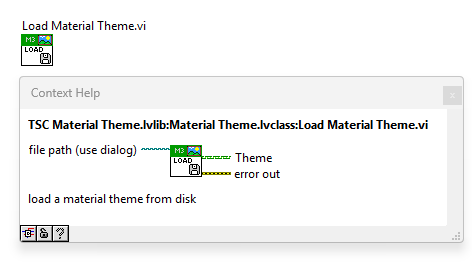 Load Material Theme.vi
M3
LOAD
Context Help
TSC Material Theme.lvlib:Material Theme.lvclass:Load Material Theme.vi
file path (use dialog)
M3
LOAD
Theme
error out
load a material theme from disk
?